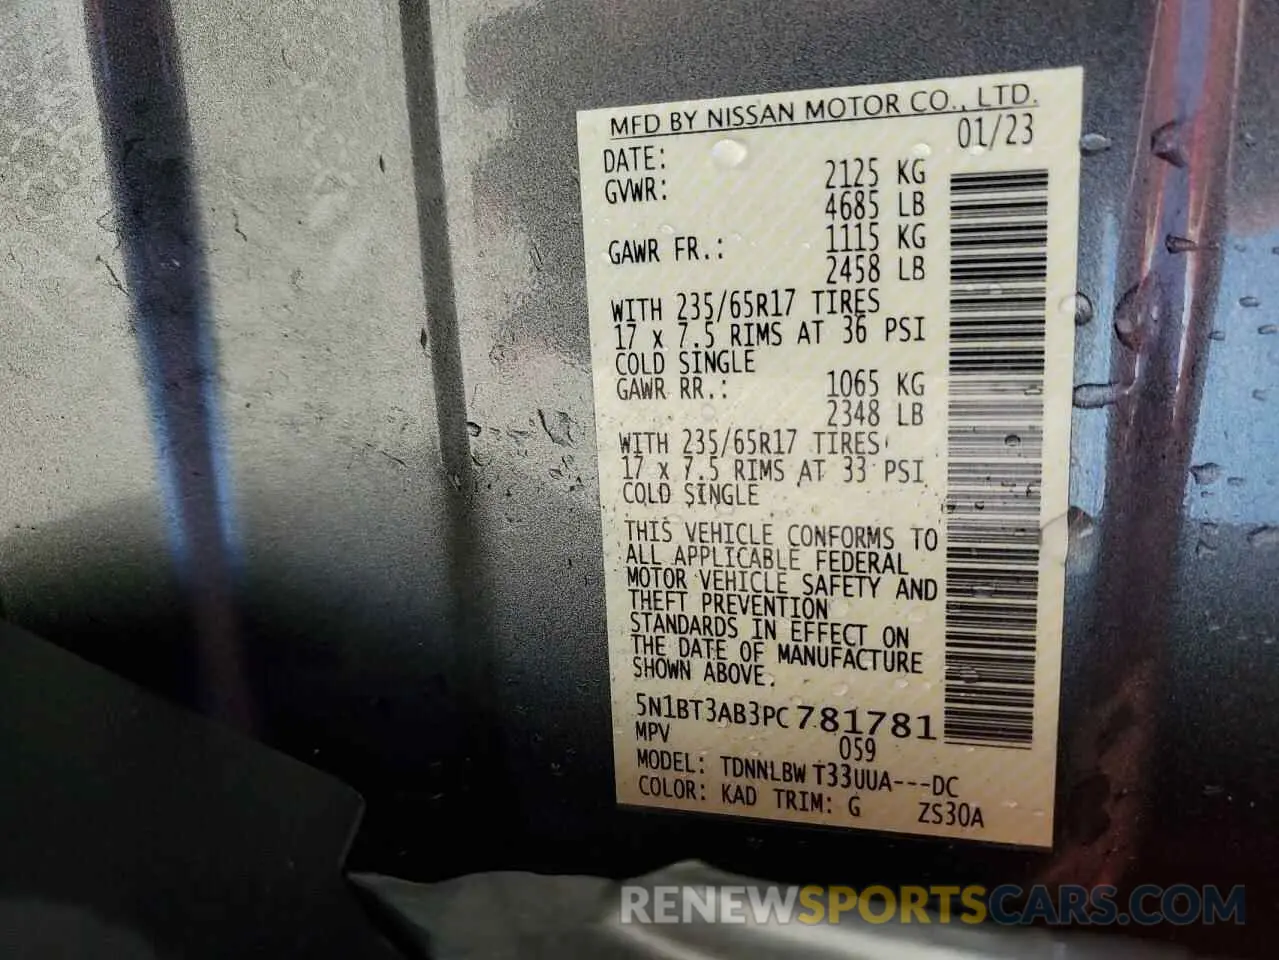 MFD BY NISSAN MOTOR CO., LTD.
DATE: 01/23
GVWR: 2125 KG
4685 LB
GAWR FR.: 1115 KG
2458 LB
WITH 235/65R17 TIRES
17 x 7.5 RIMS AT 36 PSI
COLD SINGLE
GAWR RR.: 1065 KG
2348 LB
WITH 235/65R17 TIRES
17 x 7.5 RIMS AT 33 PSI
COLD SINGLE
THIS VEHICLE CONFORMS TO
ALL APPLICABLE FEDERAL
MOTOR VEHICLE SAFETY AND
THEFT PREVENTION
STANDARDS IN EFFECT ON
THE DATE OF MANUFACTURE
SHOWN ABOVE.
5N1BT3AB3PC781781
MPV 059
MODEL: TDNNLBW T33UUA---DC
COLOR: KAD TRIM: G ZS30A
RENEWSPORTSCARS.COM